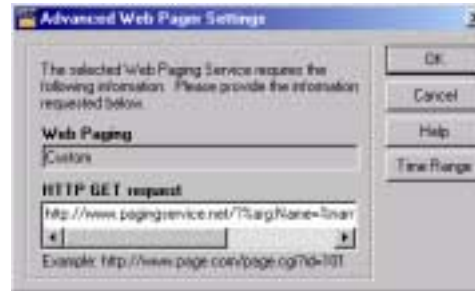 Advanced Web Pager Settings
The selected Web Paging Service requires the
following information. Please provide the information
requested below.
Web Paging
Custom
HTTP GET request
http://www.pagingservice.net/?%argName=%nam
Example: http://www.page.com/page.cgi?id=101
OK
Cancel
Help
Time Range